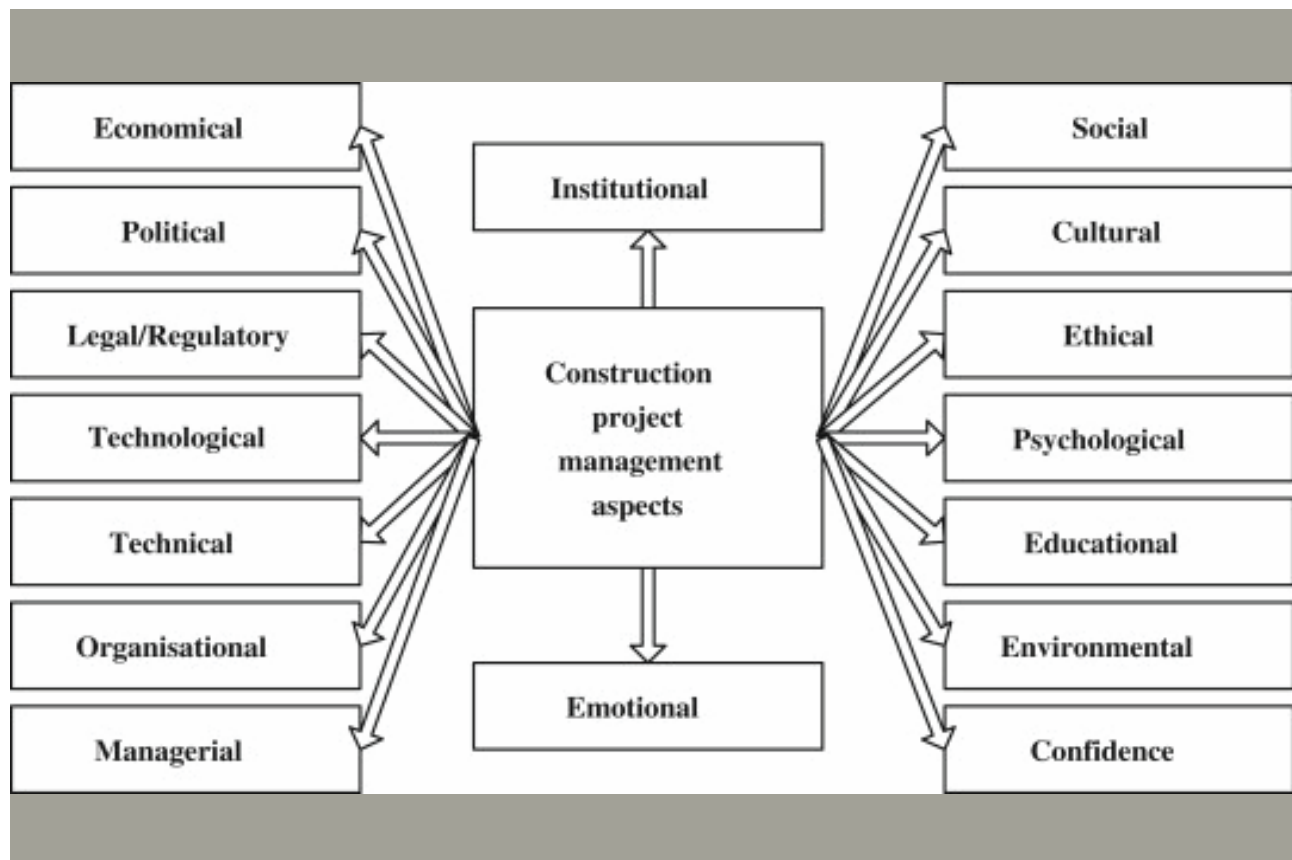 Economical
Political
Legal/Regulatory
Technological
Technical
Organisational
Managerial
Institutional
Construction
project
management
aspects
Emotional
Social
Cultural
Ethical
Psychological
Educational
Environmental
Confidence